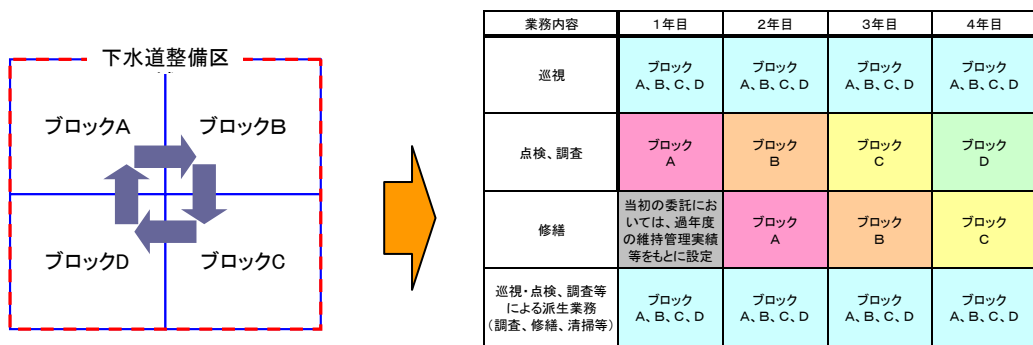 下水道整備区
ブロックA
ブロックB
ブロックD
ブロックC
業務内容
1年目
2年目
3年目
4年目
巡視
ブロック
A、B、C、D
ブロック
A、B、C、D
ブロック
A、B、C、D
ブロック
A、B、C、D
点検、調査
ブロック
A
ブロック
B
ブロック
C
ブロック
D
修繕
当初の委託にお
いては、過年度
の維持管理実績
等をもとに設定
ブロック
A
ブロック
B
ブロック
C
巡視・点検、調査等
による派生業務
（調査、修繕、清掃等）
ブロック
A、B、C、D
ブロック
A、B、C、D
ブロック
A、B、C、D
ブロック
A、B、C、D